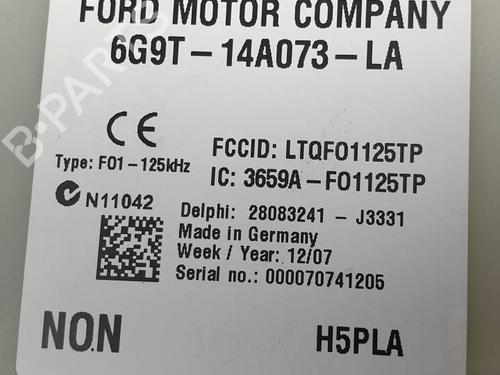 FORD MOTOR COMPANY
6G9T-14A073-LA
CE
FCCID: LTQFO1125TP
Type: FO1-125kHz
IC: 3659A-FO1125TP
N11042
Delphi: 28083241 - J3331
Made in Germany
Week / Year: 12/07
Serial no.: 000070741205
NO.N
H5PLA
B-PARTS